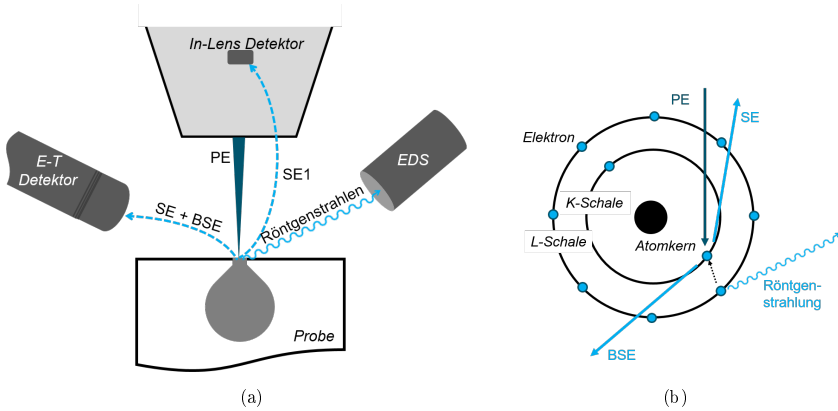 In-Lens Detektor
PE
E-T
Detektor
EDS
SE1
SE + BSE
Röntgenstrahlen
Probe
(a)
PE
SE
Elektron
K-Schale
L-Schale
Atomkern
Röntgen-
strahlung
BSE
(b)